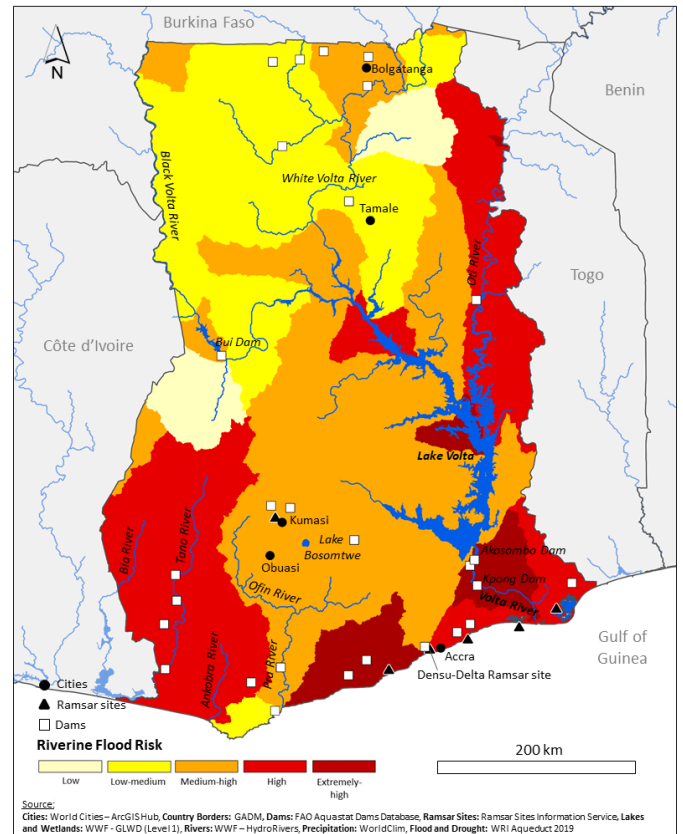 Burkina Faso
N
Bolgatanga
Benin
Black Volta River
White Volta River
Tamale
Oti River
Togo
Côte d'Ivoire
Bui Dam
Lake Volta
Kumasi
Lake
Bosomtwe
Obuasi
Bia River
Tano River
Ofin River
Akosombo Dam
Kpong Dam
Volta River
Ankobra River
Pra River
Accra
Gulf of
Guinea
Densu-Delta Ramsar site
Cities
Ramsar sites
Dams
Riverine Flood Risk
200 km
Low
Low-medium
Medium-high
High
Extremely-
high
Source:
Cities: World Cities – ArcGIS Hub, Country Borders: GADM, Dams: FAO Aquastat Dams Database, Ramsar Sites: Ramsar Sites Information Service, Lakes
and Wetlands: WWF - GLWD (Level 1), Rivers: WWF – HydroRivers, Precipitation: WorldClim, Flood and Drought: WRI Aqueduct 2019